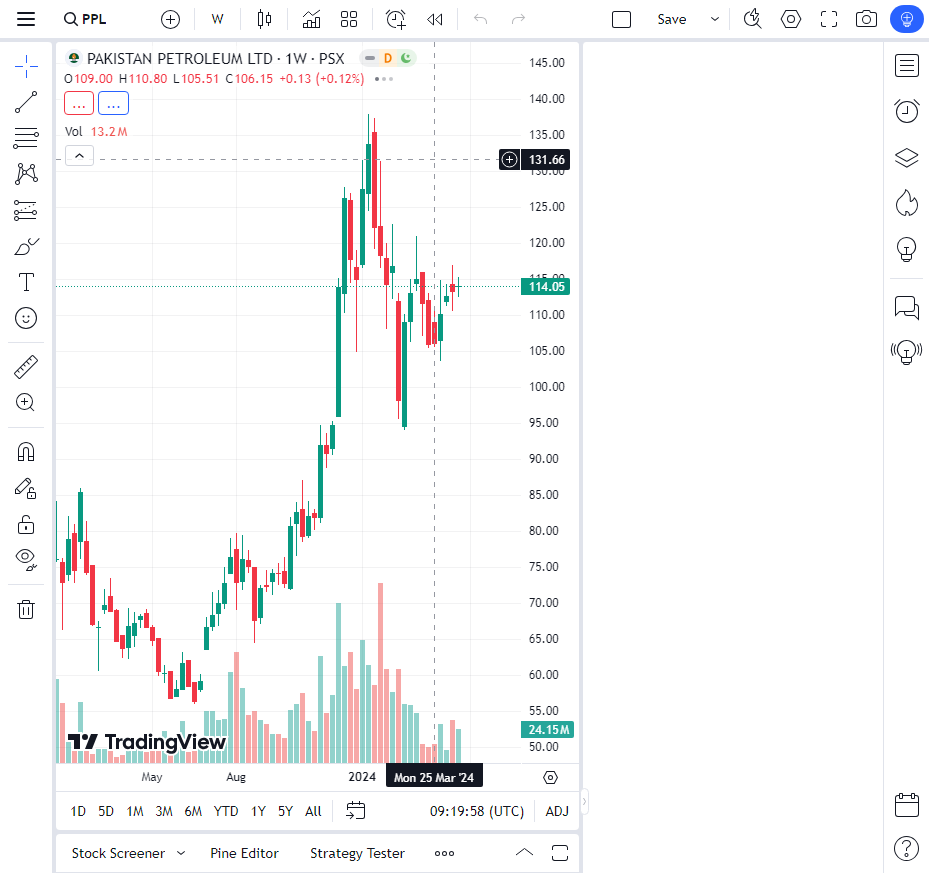 PPL
W
Save
PAKISTAN PETROLEUM LTD · 1W · PSX
D
O109.00 H110.80 L105.51 C106.15 +0.13 (+0.12%)
... ...
Vol 13.2M
145.00
140.00
135.00
131.66
130.00
125.00
120.00
115.00
114.05
110.00
105.00
100.00
95.00
90.00
85.00
80.00
75.00
70.00
65.00
60.00
55.00
24.15M
50.00
TradingView
May Aug 2024 Mon 25 Mar '24
1D 5D 1M 3M 6M YTD 1Y 5Y All 09:19:58 (UTC) ADJ
Stock Screener Pine Editor Strategy Tester